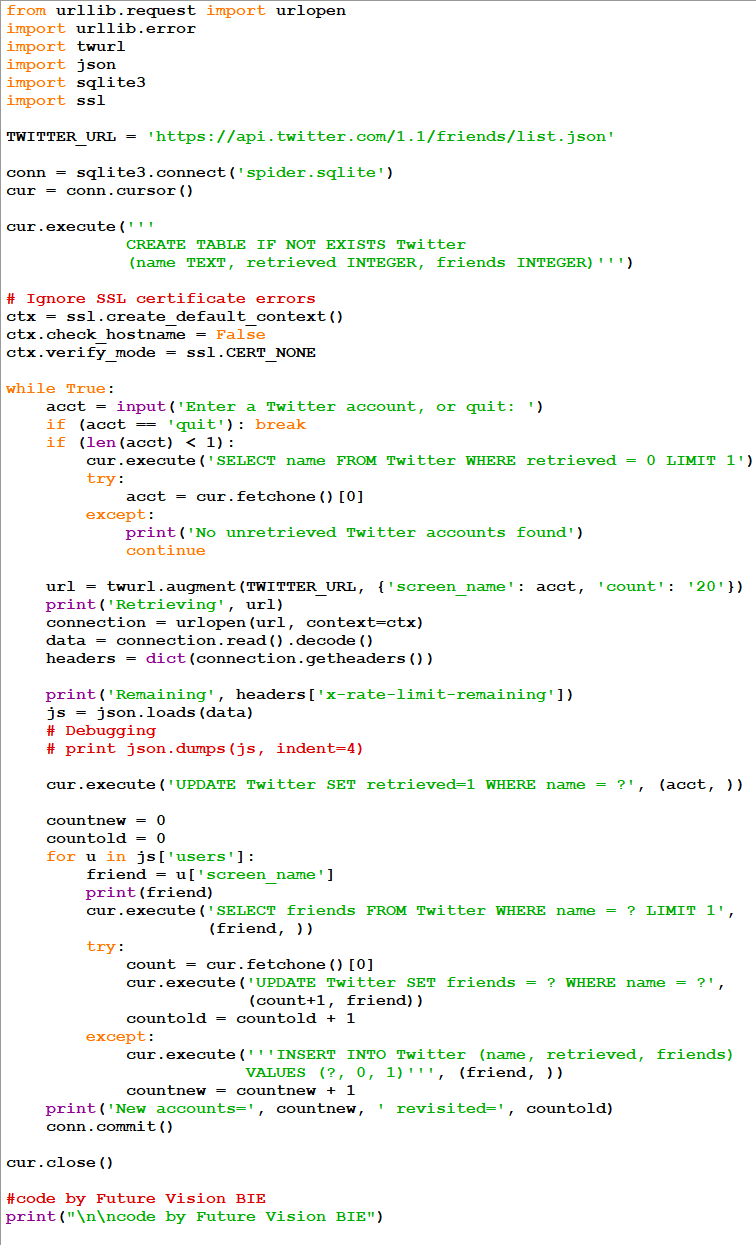 from urllib.request import urlopen
import urllib.error
import twurl
import json
import sqlite3
import ssl

TWITTER_URL = 'https://api.twitter.com/1.1/friends/list.json'

conn = sqlite3.connect('spider.sqlite')
cur = conn.cursor()

cur.execute('''
            CREATE TABLE IF NOT EXISTS Twitter
            (name TEXT, retrieved INTEGER, friends INTEGER)''')

# Ignore SSL certificate errors
ctx = ssl.create_default_context()
ctx.check_hostname = False
ctx.verify_mode = ssl.CERT_NONE

while True:
    acct = input('Enter a Twitter account, or quit: ')
    if (acct == 'quit'): break
    if (len(acct) < 1):
        cur.execute('SELECT name FROM Twitter WHERE retrieved = 0 LIMIT 1')
        try:
            acct = cur.fetchone()[0]
        except:
            print('No unretrieved Twitter accounts found')
            continue

    url = twurl.augment(TWITTER_URL, {'screen_name': acct, 'count': '20'})
    print('Retrieving', url)
    connection = urlopen(url, context=ctx)
    data = connection.read().decode()
    headers = dict(connection.getheaders())

    print('Remaining', headers['x-rate-limit-remaining'])
    js = json.loads(data)
    # Debugging
    # print json.dumps(js, indent=4)

    cur.execute('UPDATE Twitter SET retrieved=1 WHERE name = ?', (acct, ))

    countnew = 0
    countold = 0
    for u in js['users']:
        friend = u['screen_name']
        print(friend)
        cur.execute('SELECT friends FROM Twitter WHERE name = ? LIMIT 1',
                    (friend, ))
        try:
            count = cur.fetchone()[0]
            cur.execute('UPDATE Twitter SET friends = ? WHERE name = ?',
                        (count+1, friend))
            countold = countold + 1
        except:
            cur.execute('''INSERT INTO Twitter (name, retrieved, friends)
                        VALUES (?, 0, 1)''', (friend, ))
            countnew = countnew + 1
    print('New accounts=', countnew, ' revisited=', countold)
    conn.commit()

cur.close()

#code by Future Vision BIE
print("\n\ncode by Future Vision BIE")